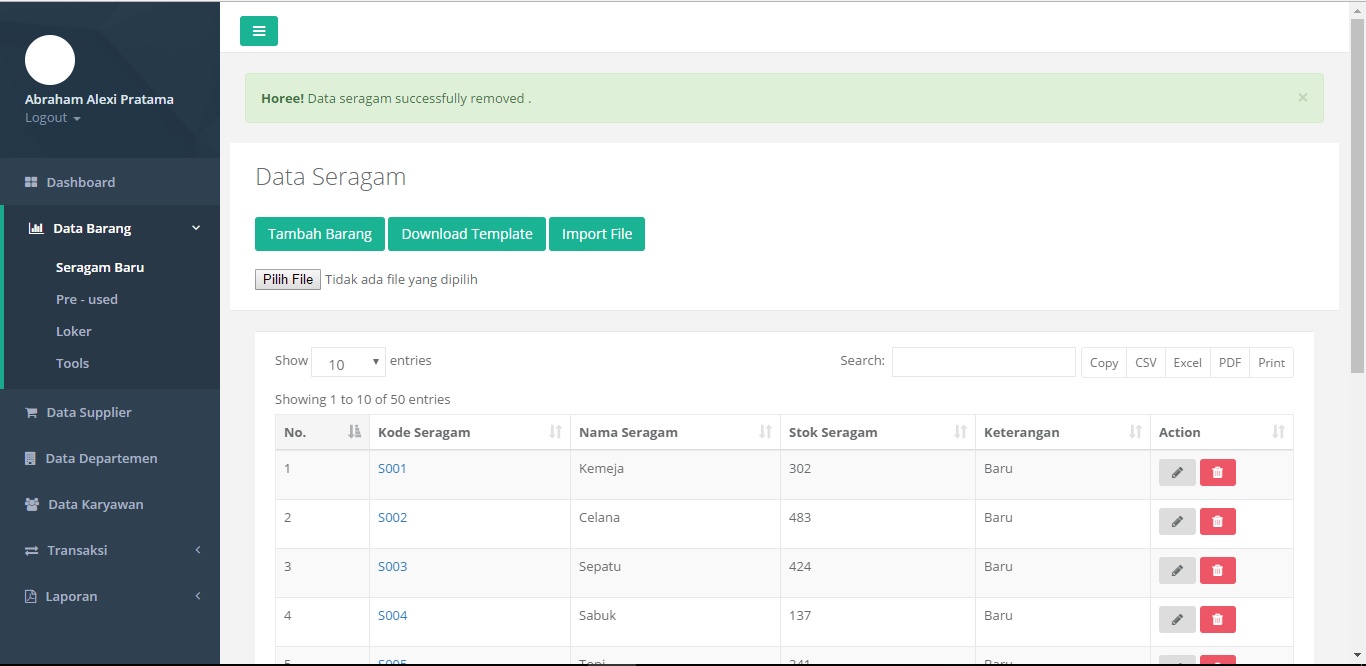 Abraham Alexi Pratama
Logout
Dashboard
Data Barang
Seragam Baru
Pre - used
Loker
Tools
Data Supplier
Data Departemen
Data Karyawan
Transaksi
Laporan
Horee! Data seragam successfully removed .
×
Data Seragam
Tambah Barang Download Template Import File
Pilih File Tidak ada file yang dipilih
Show 10 entries Search: Copy CSV Excel PDF Print
Showing 1 to 10 of 50 entries
No. Kode Seragam Nama Seragam Stok Seragam Keterangan Action
1 S001 Kemeja 302 Baru
2 S002 Celana 483 Baru
3 S003 Sepatu 424 Baru
4 S004 Sabuk 137 Baru
5 S005 Topi 241 Baru